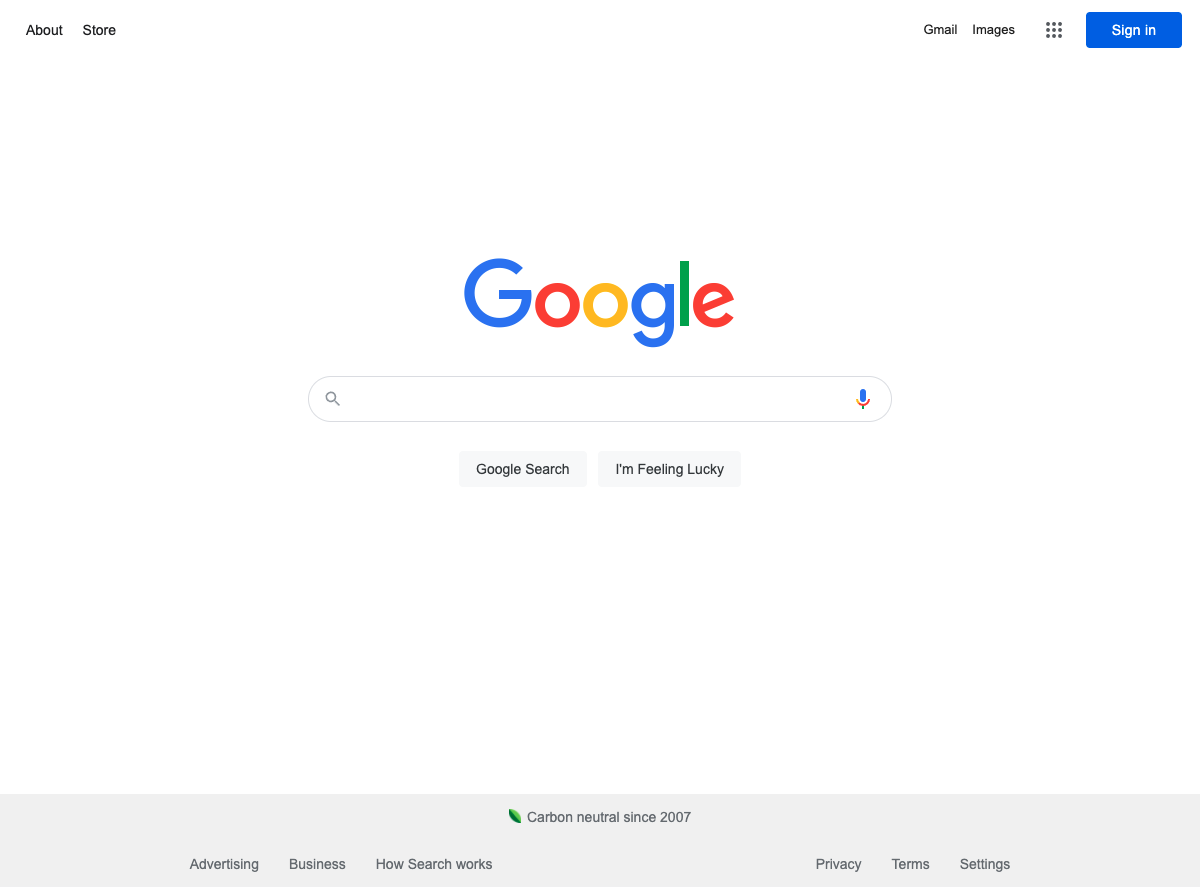 About Store Gmail Images Sign in
Google
Google Search I'm Feeling Lucky
Carbon neutral since 2007
Advertising Business How Search works Privacy Terms Settings